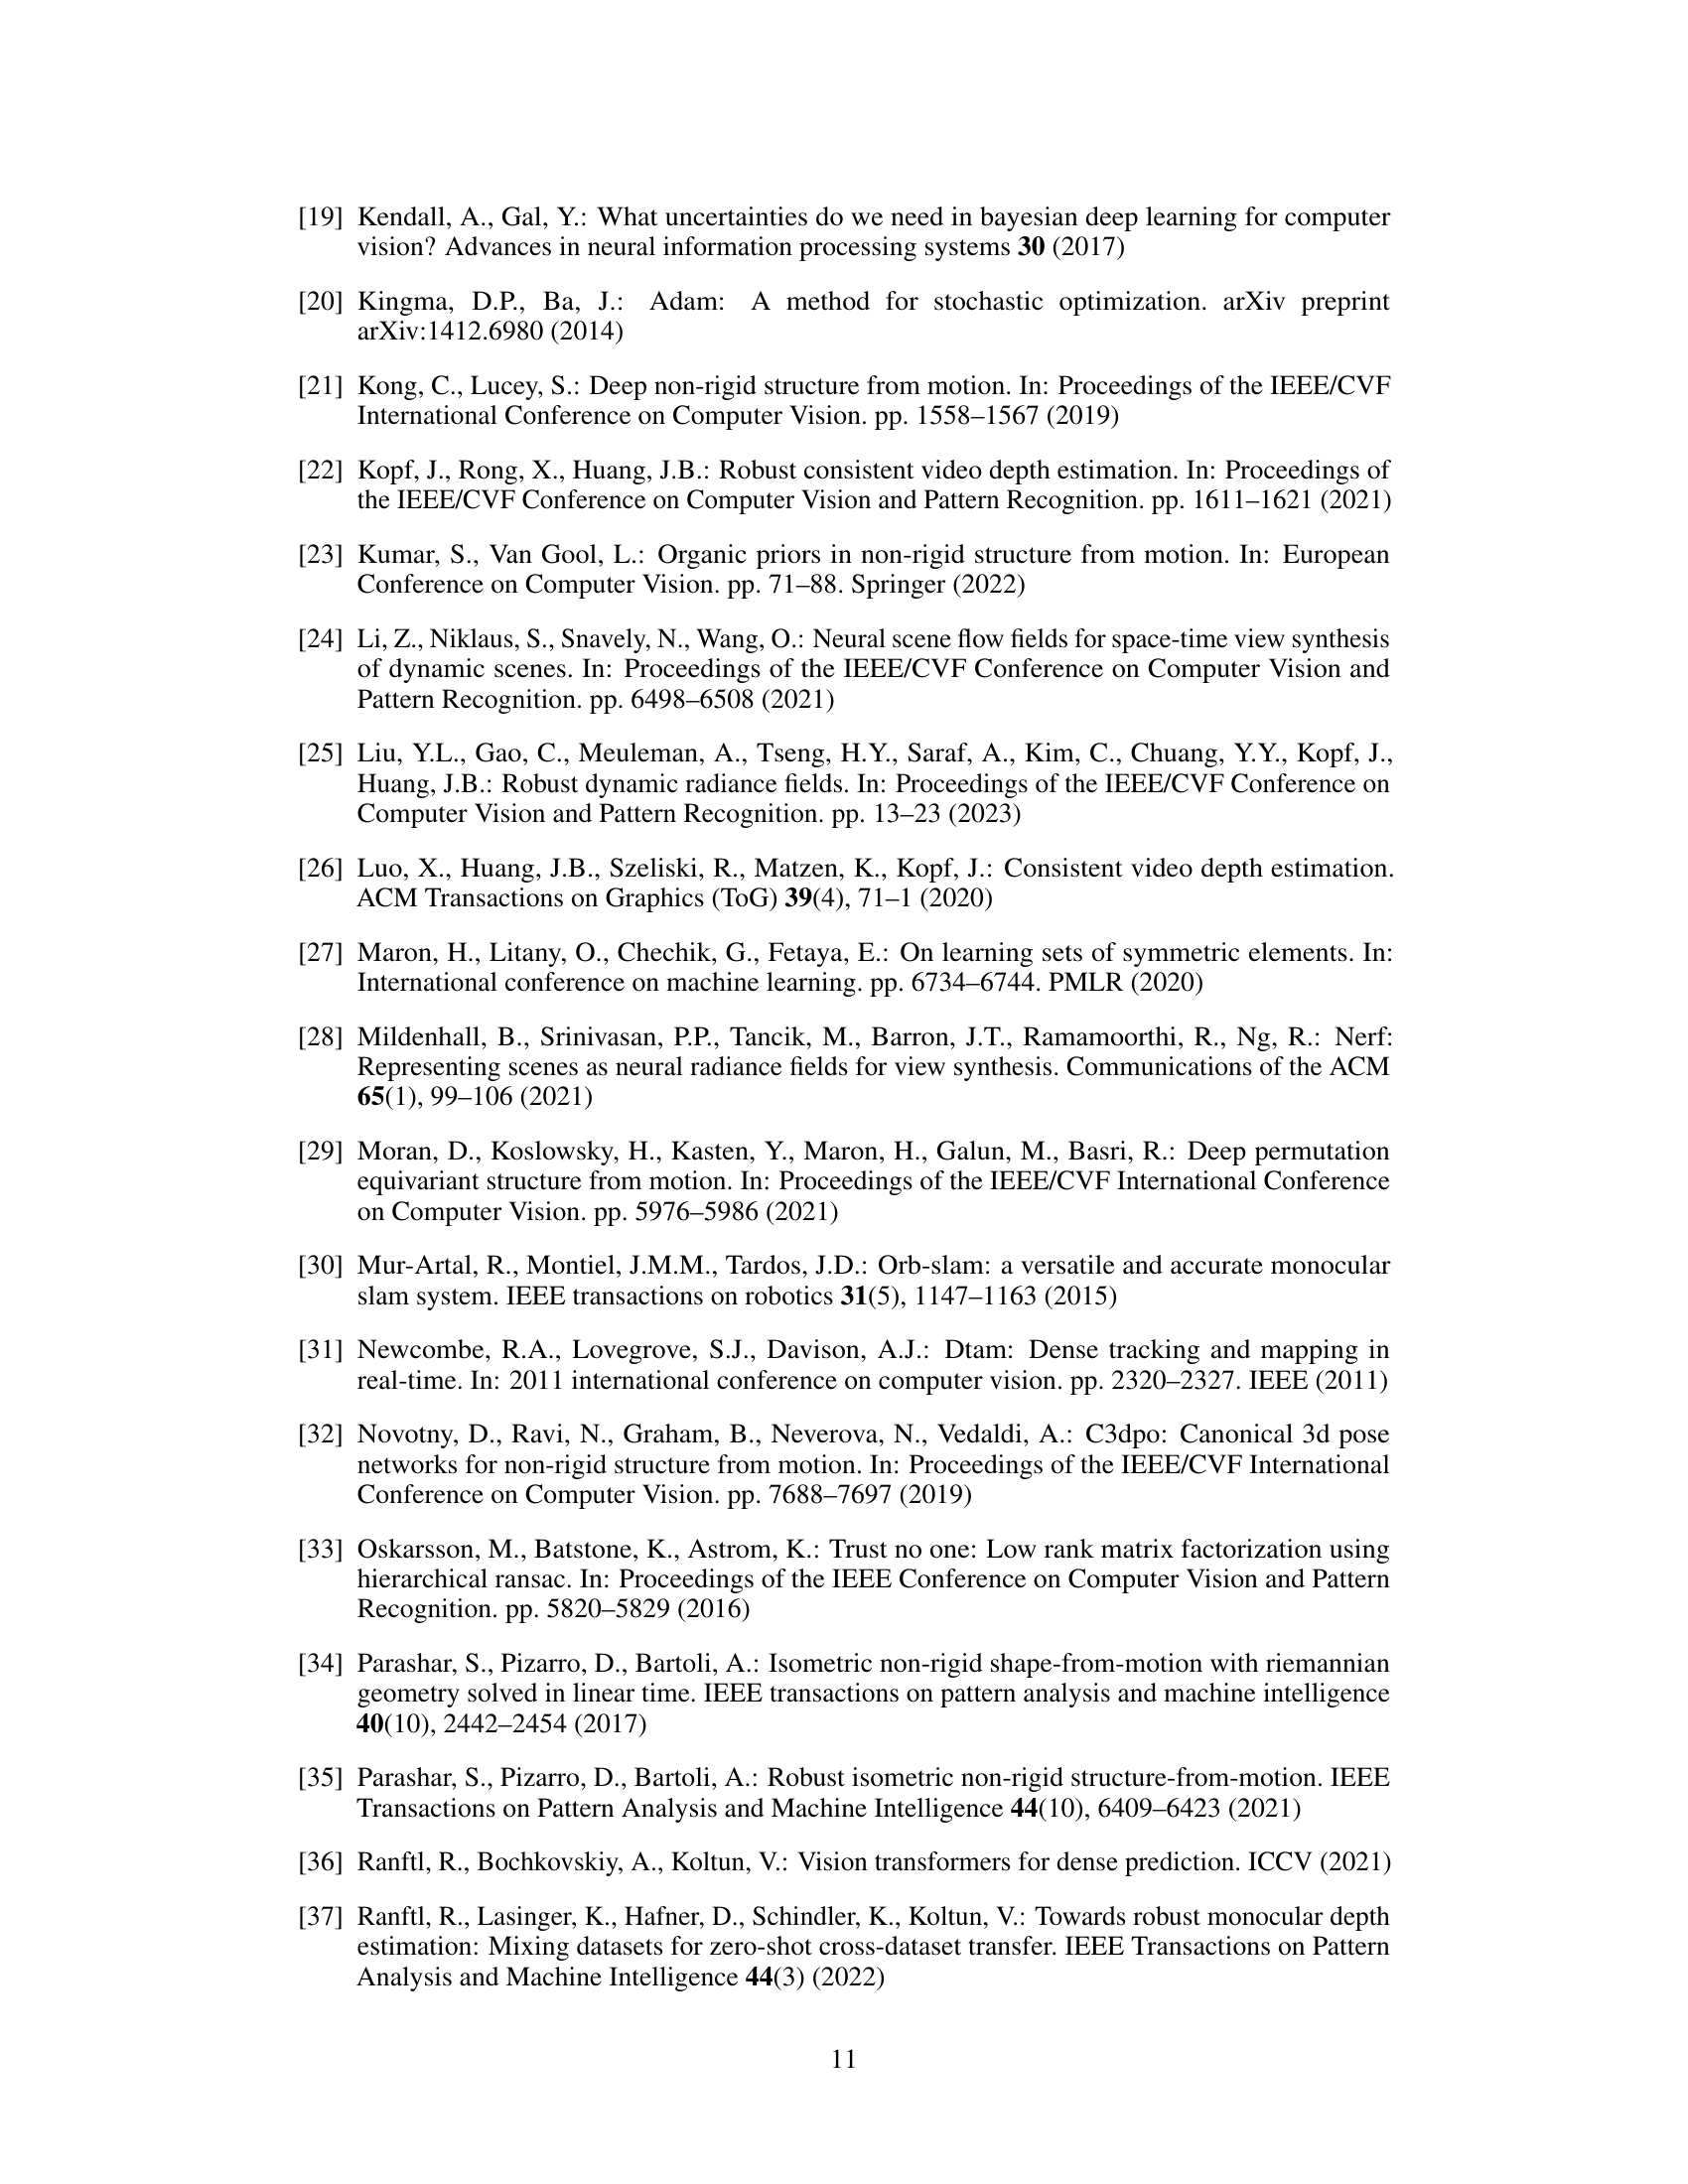 [19] Kendall, A., Gal, Y.: What uncertainties do we need in bayesian deep learning for computer
vision? Advances in neural information processing systems 30 (2017)
[20] Kingma, D.P., Ba, J.: Adam: A method for stochastic optimization. arXiv preprint
arXiv:1412.6980 (2014)
[21] Kong, C., Lucey, S.: Deep non-rigid structure from motion. In: Proceedings of the IEEE/CVF
International Conference on Computer Vision. pp. 1558–1567 (2019)
[22] Kopf, J., Rong, X., Huang, J.B.: Robust consistent video depth estimation. In: Proceedings of
the IEEE/CVF Conference on Computer Vision and Pattern Recognition. pp. 1611–1621 (2021)
[23] Kumar, S., Van Gool, L.: Organic priors in non-rigid structure from motion. In: European
Conference on Computer Vision. pp. 71–88. Springer (2022)
[24] Li, Z., Niklaus, S., Snavely, N., Wang, O.: Neural scene flow fields for space-time view synthesis
of dynamic scenes. In: Proceedings of the IEEE/CVF Conference on Computer Vision and
Pattern Recognition. pp. 6498–6508 (2021)
[25] Liu, Y.L., Gao, C., Meuleman, A., Tseng, H.Y., Saraf, A., Kim, C., Chuang, Y.Y., Kopf, J.,
Huang, J.B.: Robust dynamic radiance fields. In: Proceedings of the IEEE/CVF Conference on
Computer Vision and Pattern Recognition. pp. 13–23 (2023)
[26] Luo, X., Huang, J.B., Szeliski, R., Matzen, K., Kopf, J.: Consistent video depth estimation.
ACM Transactions on Graphics (ToG) 39(4), 71–1 (2020)
[27] Maron, H., Litany, O., Chechik, G., Fetaya, E.: On learning sets of symmetric elements. In:
International conference on machine learning. pp. 6734–6744. PMLR (2020)
[28] Mildenhall, B., Srinivasan, P.P., Tancik, M., Barron, J.T., Ramamoorthi, R., Ng, R.: Nerf:
Representing scenes as neural radiance fields for view synthesis. Communications of the ACM
65(1), 99–106 (2021)
[29] Moran, D., Koslowsky, H., Kasten, Y., Maron, H., Galun, M., Basri, R.: Deep permutation
equivariant structure from motion. In: Proceedings of the IEEE/CVF International Conference
on Computer Vision. pp. 5976–5986 (2021)
[30] Mur-Artal, R., Montiel, J.M.M., Tardos, J.D.: Orb-slam: a versatile and accurate monocular
slam system. IEEE transactions on robotics 31(5), 1147–1163 (2015)
[31] Newcombe, R.A., Lovegrove, S.J., Davison, A.J.: Dtam: Dense tracking and mapping in
real-time. In: 2011 international conference on computer vision. pp. 2320–2327. IEEE (2011)
[32] Novotny, D., Ravi, N., Graham, B., Neverova, N., Vedaldi, A.: C3dpo: Canonical 3d pose
networks for non-rigid structure from motion. In: Proceedings of the IEEE/CVF International
Conference on Computer Vision. pp. 7688–7697 (2019)
[33] Oskarsson, M., Batstone, K., Astrom, K.: Trust no one: Low rank matrix factorization using
hierarchical ransac. In: Proceedings of the IEEE Conference on Computer Vision and Pattern
Recognition. pp. 5820–5829 (2016)
[34] Parashar, S., Pizarro, D., Bartoli, A.: Isometric non-rigid shape-from-motion with riemannian
geometry solved in linear time. IEEE transactions on pattern analysis and machine intelligence
40(10), 2442–2454 (2017)
[35] Parashar, S., Pizarro, D., Bartoli, A.: Robust isometric non-rigid structure-from-motion. IEEE
Transactions on Pattern Analysis and Machine Intelligence 44(10), 6409–6423 (2021)
[36] Ranftl, R., Bochkovskiy, A., Koltun, V.: Vision transformers for dense prediction. ICCV (2021)
[37] Ranftl, R., Lasinger, K., Hafner, D., Schindler, K., Koltun, V.: Towards robust monocular depth
estimation: Mixing datasets for zero-shot cross-dataset transfer. IEEE Transactions on Pattern
Analysis and Machine Intelligence 44(3) (2022)
11